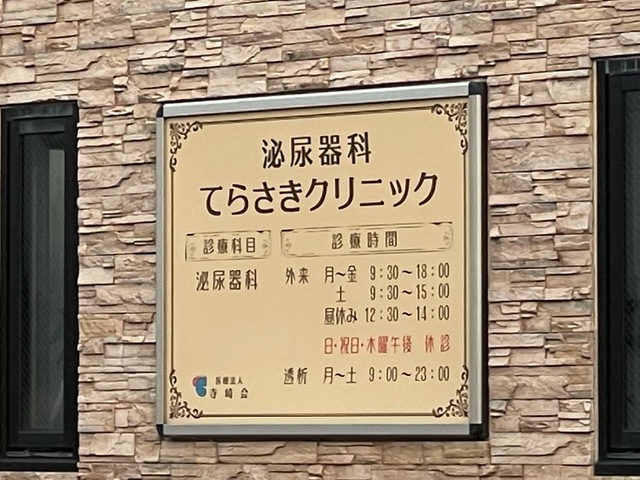 泌尿器科
てらさきクリニック
診療科目 診療時間
泌尿器科 外来 月〜金 9:30〜18:00
土 9:30〜15:00
昼休み 12:30〜14:00
日・祝日・木曜午後 休診
透析 月〜土 9:00〜23:00
医療法人
寺崎会